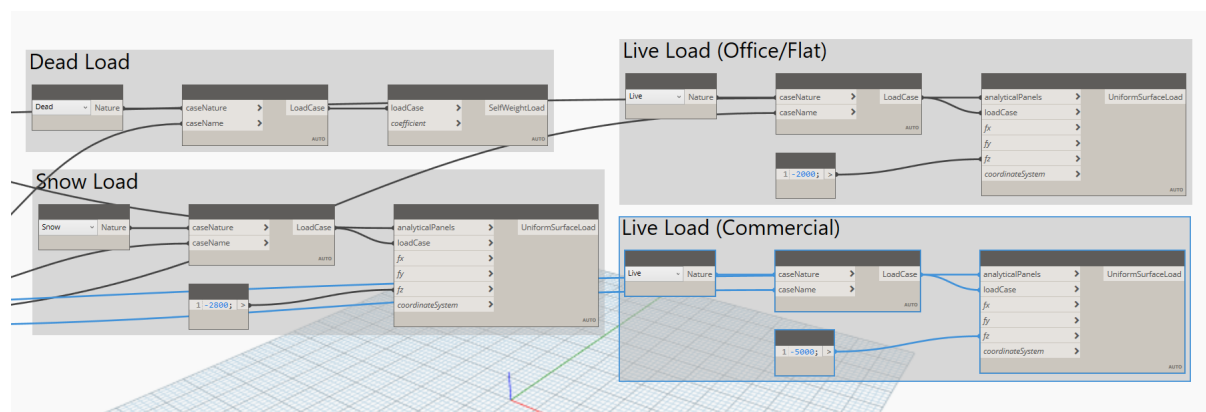 Dead Load
Dead Nature
caseNature > LoadCase
caseName >
AUTO
loadCase > SelfWeightLoad
coefficient >
AUTO
Snow Load
Snow Nature
caseNature > LoadCase
caseName >
AUTO
1 -2800; >
analyticalPanels > UniformSurfaceLoad
loadCase >
fx >
fy >
fz >
coordinateSystem >
AUTO
Live Load (Office/Flat)
Live Nature
caseNature > LoadCase
caseName >
AUTO
1 -2000; >
analyticalPanels > UniformSurfaceLoad
loadCase >
fx >
fy >
fz >
coordinateSystem >
AUTO
Live Load (Commercial)
Live Nature
caseNature > LoadCase
caseName >
AUTO
1 -5000; >
analyticalPanels > UniformSurfaceLoad
loadCase >
fx >
fy >
fz >
coordinateSystem >
AUTO